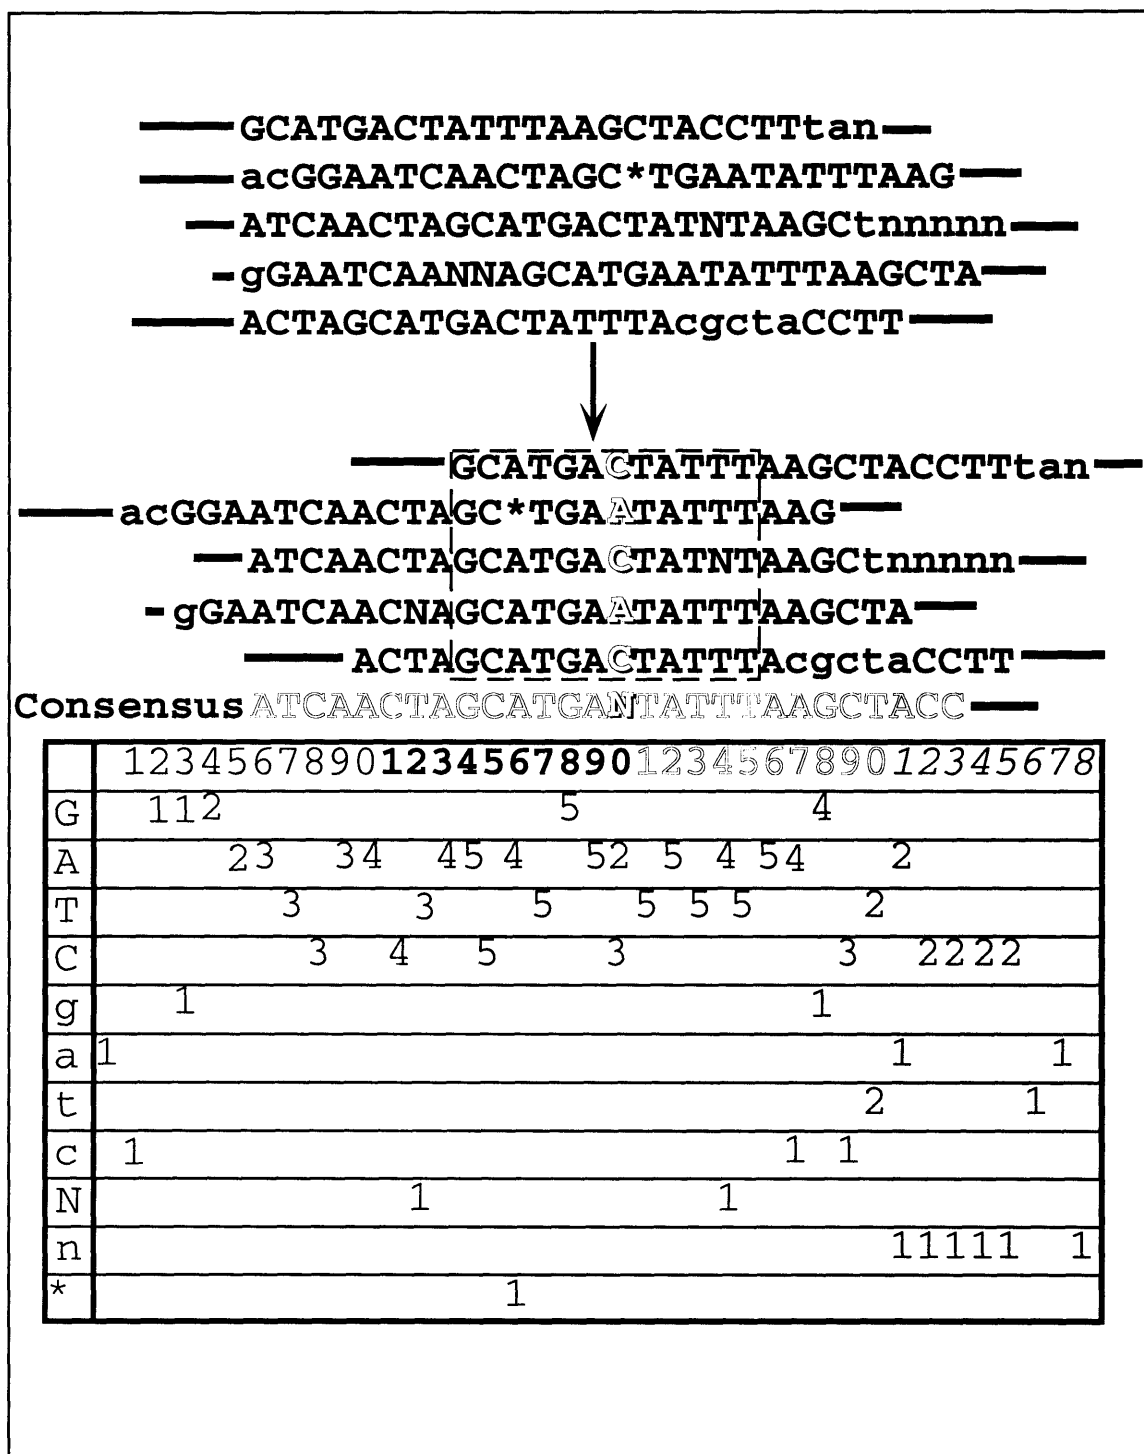 GCATGACTATTTAAGCTACCTTtan
acGGAATCAACTAGC*TGAATATTTAAG
ATCAACTAGCATGACTATNTAAGCtnnnnn
gGAATCAANNAGCATGAATATTTAAGCTA
ACTAGCATGACTATTTAcgctaCCTT
GCATGACTATTTAAGCTACCTTtan
acGGAATCAACTAGC*TGAATATTTAAG
ATCAACTAGCATGACTATNTAAGCtnnnnn
gGAATCAACNAGCATGAATATTTAAGCTA
ACTAGCATGACTATTTAcgctaCCTT
Consensus ATCAACTAGCATGANTATTTAAGCTACC
12345678901234567890123456789012345678
G 112 5 4
A 23 34 45 4 52 5 4 54 2
T 3 3 5 5 5 5 2
C 3 4 5 3 3 2222
g 1 1
a 1 1 1
t 2 1
c 1 1 1
N 1 1
n 11111 1
* 1